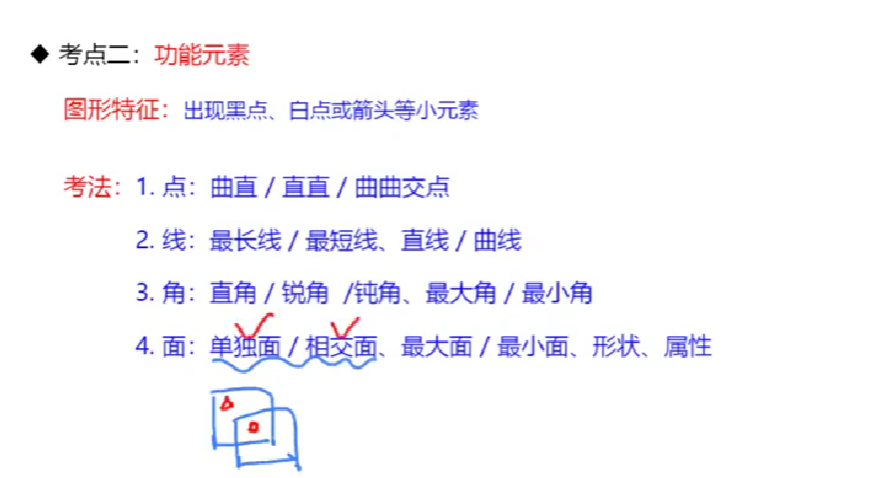 ◆ 考点二：功能元素
图形特征：出现黑点、白点或箭头等小元素
考法：1. 点：曲直 / 直直 / 曲曲交点
2. 线：最长线 / 最短线、直线 / 曲线
3. 角：直角 / 锐角 /钝角、最大角 / 最小角
4. 面：单独面 / 相交面、最大面 / 最小面、形状、属性